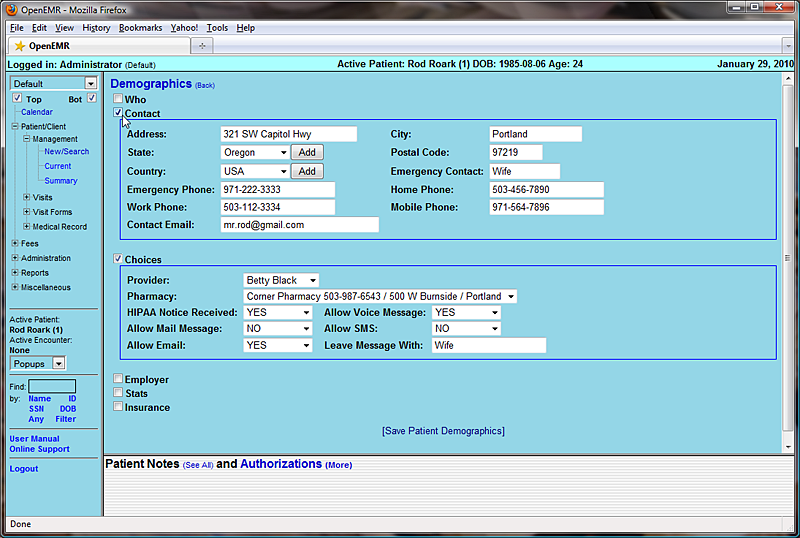 OpenEMR - Mozilla Firefox
File Edit View History Bookmarks Yahoo! Tools Help
OpenEMR
Logged in: Administrator (Default) Active Patient: Rod Roark (1) DOB: 1985-08-06 Age: 24 January 29, 2010
Default
Top Bot
Calendar
Patient/Client
Management
New/Search
Current
Summary
Visits
Visit Forms
Medical Record
Fees
Administration
Reports
Miscellaneous
Active Patient:
Rod Roark (1)
Active Encounter:
None
Popups
Find:
by: Name ID
SSN DOB
Any Filter
User Manual
Online Support
Logout
Demographics (Back)
Who
Contact
Address: 321 SW Capitol Hwy City: Portland
State: Oregon Add Postal Code: 97219
Country: USA Add Emergency Contact: Wife
Emergency Phone: 971-222-3333 Home Phone: 503-456-7890
Work Phone: 503-112-3334 Mobile Phone: 971-564-7896
Contact Email: mr.rod@gmail.com
Choices
Provider: Betty Black
Pharmacy: Corner Pharmacy 503-987-6543 / 500 W Burnside / Portland
HIPAA Notice Received: YES Allow Voice Message: YES
Allow Mail Message: NO Allow SMS: NO
Allow Email: YES Leave Message With: Wife
Employer
Stats
Insurance
[Save Patient Demographics]
Patient Notes (See All) and Authorizations (More)
Done